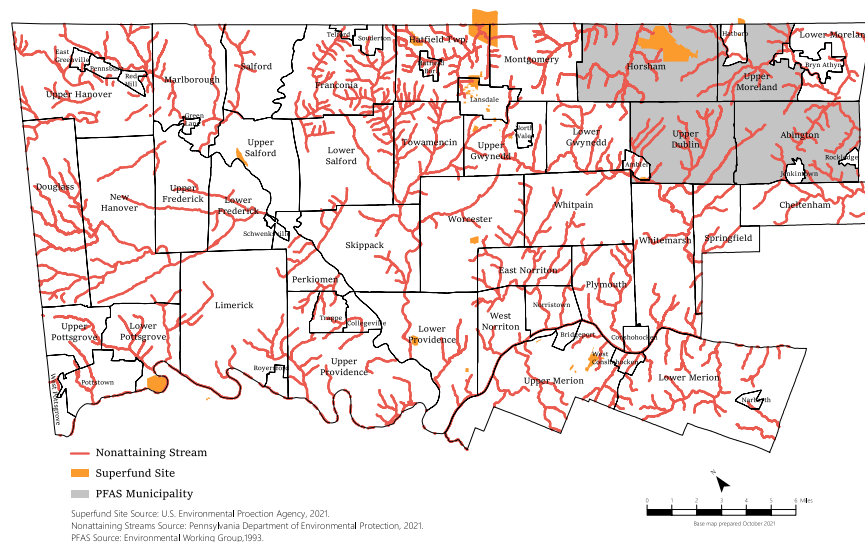 Telford
Souderton
Hatfield Twp
Hatboro
Lower Moreland
East
Greenville
Pennsburg
Red
Hill
Marlborough
Salford
Franconia
Hatfield
Boro
Montgomery
Horsham
Bryn Athyn
Upper Hanover
Upper
Moreland
Green
Lane
Lansdale
Upper
Salford
Lower
Salford
Towamencin
Upper
Gwynedd
North
Wales
Lower
Gwynedd
Upper
Dublin
Abington
Rockledge
Ambler
Jenkintown
Douglass
New
Hanover
Upper
Frederick
Lower
Frederick
Schwenksville
Skippack
Worcester
Whitpain
Whitemarsh
Springfield
Cheltenham
East Norriton
Plymouth
Perkiomen
Limerick
Trappe
Collegeville
Lower
Providence
West
Norriton
Norristown
Bridgeport
Conshohocken
West
Conshohocken
Upper
Pottsgrove
Lower
Pottsgrove
Pottstown
West Pottsgrove
Royersford
Upper
Providence
Upper Merion
Lower Merion
Narberth
Nonattaining Stream
Superfund Site
PFAS Municipality
Superfund Site Source: U.S. Environmental Proection Agency, 2021.
Nonattaining Streams Source: Pennsylvania Department of Environmental Protection, 2021.
PFAS Source: Environmental Working Group,1993.
N
0 1 2 3 4 5 6 Miles
Base map prepared October 2021